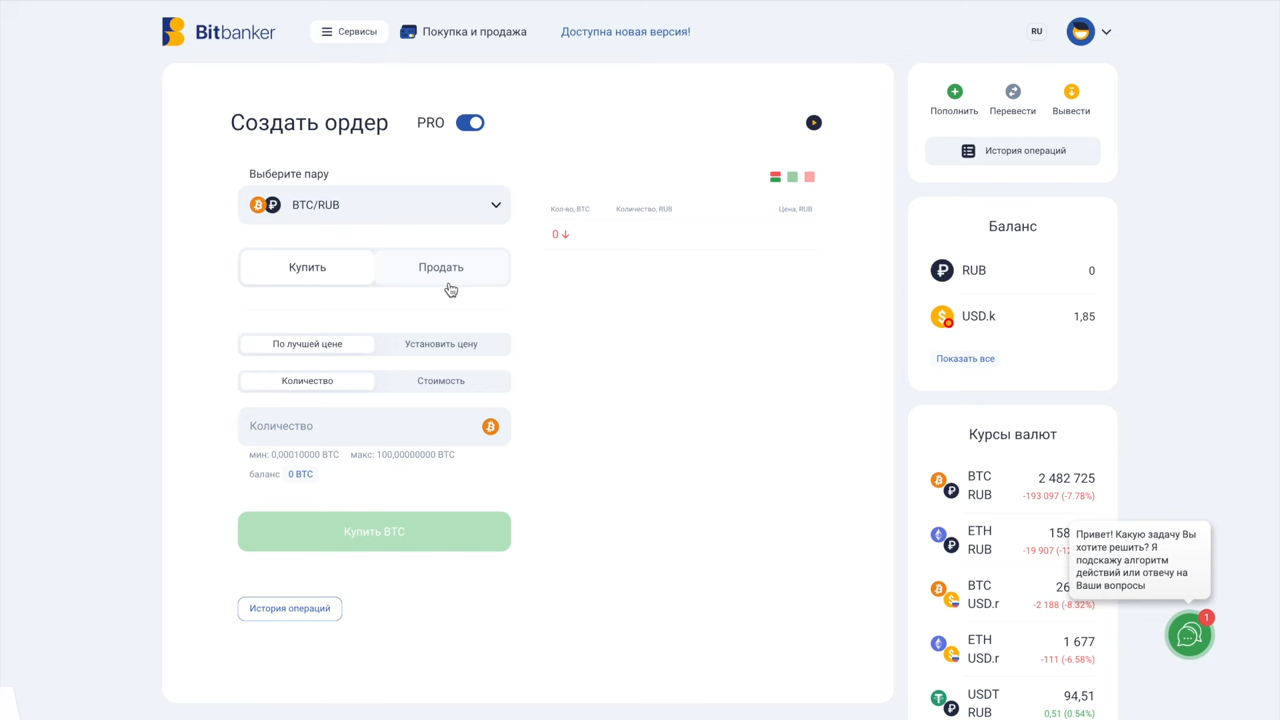 Bitbanker
Сервисы
Покупка и продажа
Доступна новая версия!
RU
Создать ордер
PRO
Выберите пару
BTC/RUB
Купить
Продать
По лучшей цене
Установить цену
Количество
Стоимость
Количество
мин: 0,00010000 BTC
макс: 100,00000000 BTC
баланс 0 BTC
Купить BTC
История операций
Кол-во, BTC
Количество, RUB
Цена, RUB
0
Пополнить
Перевести
Вывести
История операций
Баланс
RUB
0
USD.k
1,85
Показать все
Курсы валют
BTC
2 482 725
RUB
-193 097 (-7.78%)
ETH
158
RUB
-19 907
BTC
USD.r
-2 188 (-8.32%)
ETH
1 677
USD.r
-111 (-6.58%)
USDT
94,51
RUB
0,51 (0.54%)
Привет! Какую задачу Вы
хотите решить? Я
подскажу алгоритм
действий или отвечу на
Ваши вопросы
1